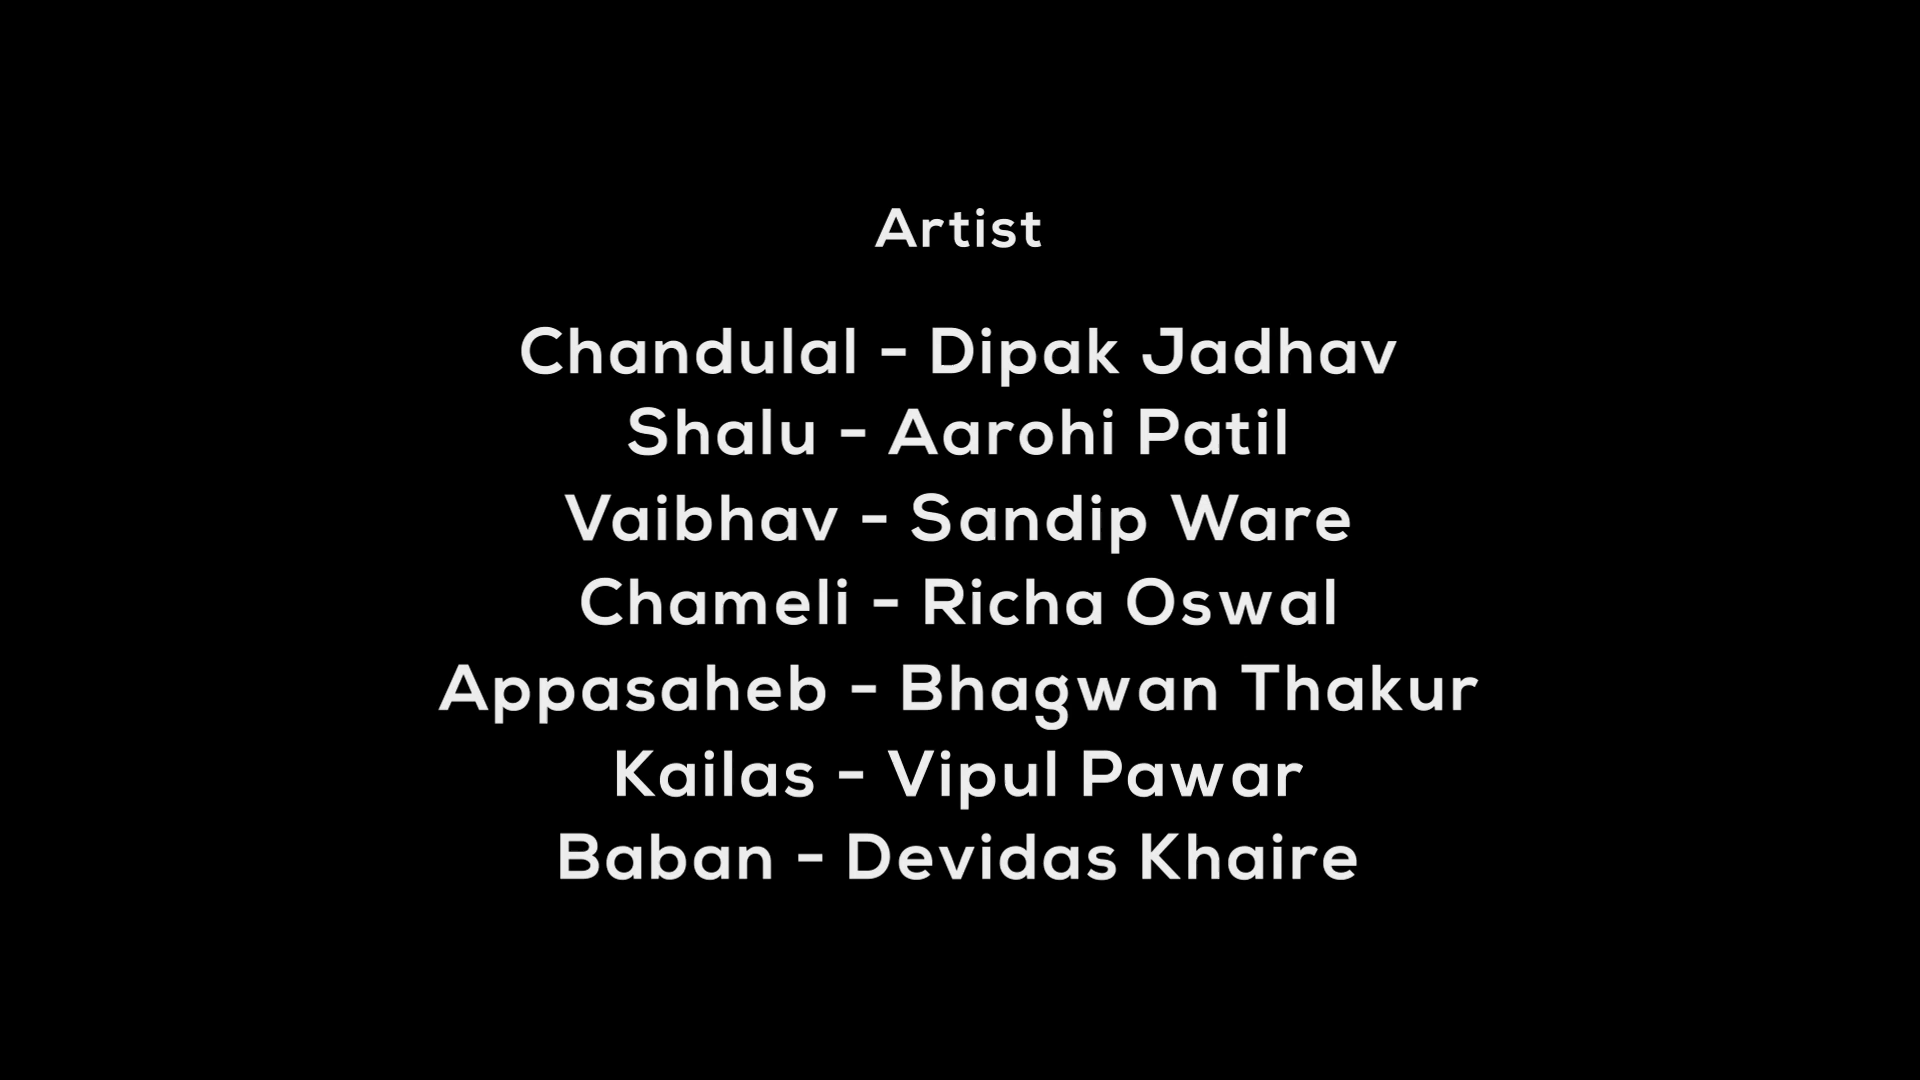 Artist
Chandulal - Dipak Jadhav
Shalu - Aarohi Patil
Vaibhav - Sandip Ware
Chameli - Richa Oswal
Appasaheb - Bhagwan Thakur
Kailas - Vipul Pawar
Baban - Devidas Khaire